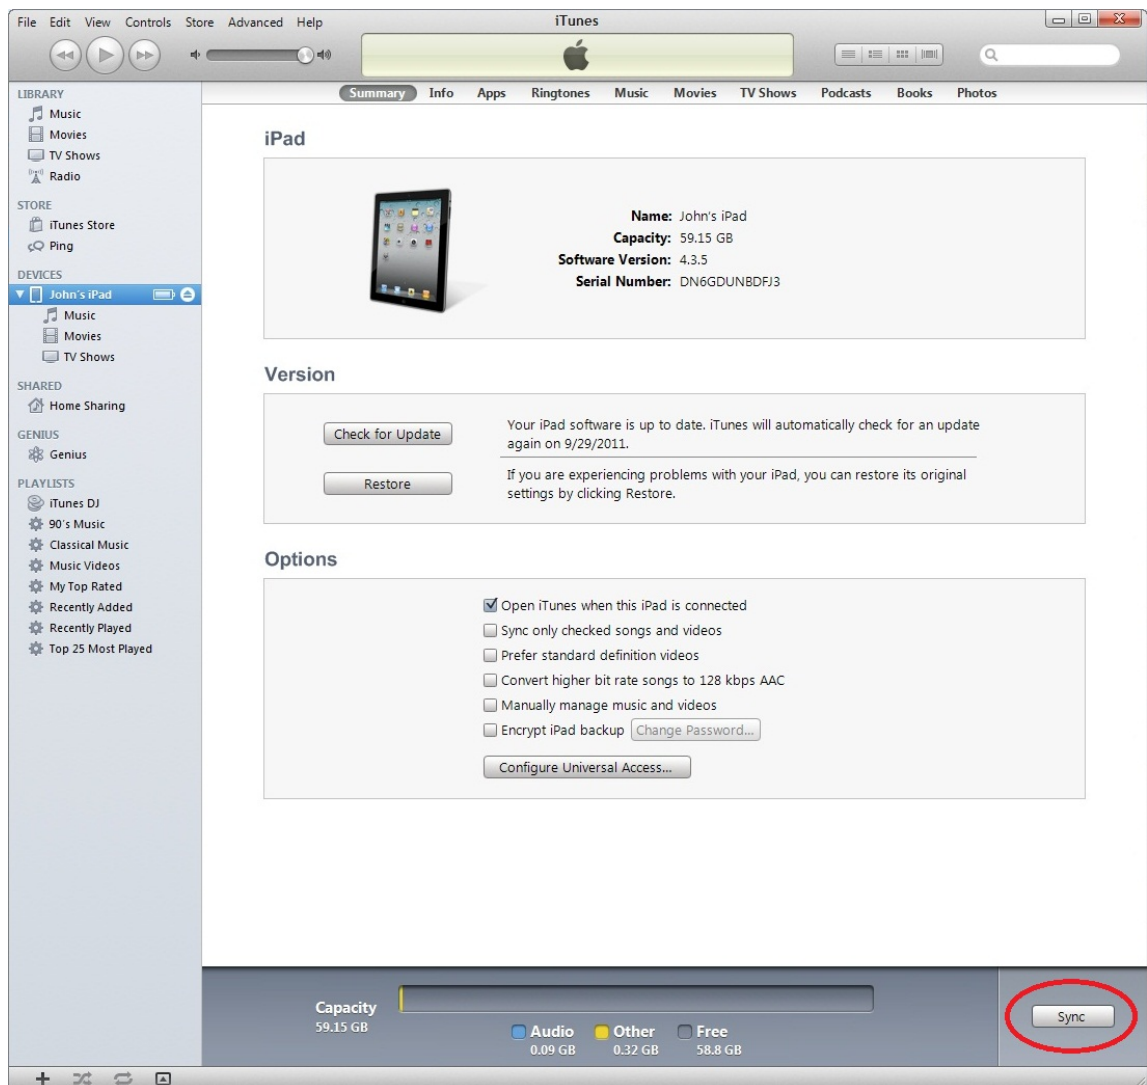 File Edit View Controls Store Advanced Help
iTunes
LIBRARY
Music
Movies
TV Shows
Radio
STORE
iTunes Store
Ping
DEVICES
John's iPad
Music
Movies
TV Shows
SHARED
Home Sharing
GENIUS
Genius
PLAYLISTS
iTunes DJ
90's Music
Classical Music
Music Videos
My Top Rated
Recently Added
Recently Played
Top 25 Most Played
Summary Info Apps Ringtones Music Movies TV Shows Podcasts Books Photos
iPad
Name: John's iPad
Capacity: 59.15 GB
Software Version: 4.3.5
Serial Number: DN6GDUNBDFJ3
Version
Check for Update
Your iPad software is up to date. iTunes will automatically check for an update
again on 9/29/2011.
Restore
If you are experiencing problems with your iPad, you can restore its original
settings by clicking Restore.
Options
Open iTunes when this iPad is connected
Sync only checked songs and videos
Prefer standard definition videos
Convert higher bit rate songs to 128 kbps AAC
Manually manage music and videos
Encrypt iPad backup Change Password...
Configure Universal Access...
Capacity
59.15 GB
Audio Other Free
0.09 GB 0.32 GB 58.8 GB
Sync